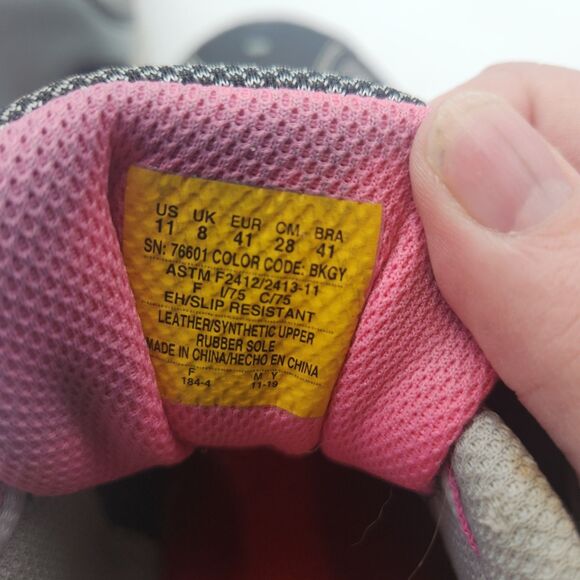 US UK EUR CM BRA
11 8 41 28 41
SN: 76601 COLOR CODE: BKGY
ASTM F2412/2413-11
F I/75 C/75
EH/SLIP RESISTANT
LEATHER/SYNTHETIC UPPER
RUBBER SOLE
MADE IN CHINA/HECHO EN CHINA
F M Y
184-4 11-19